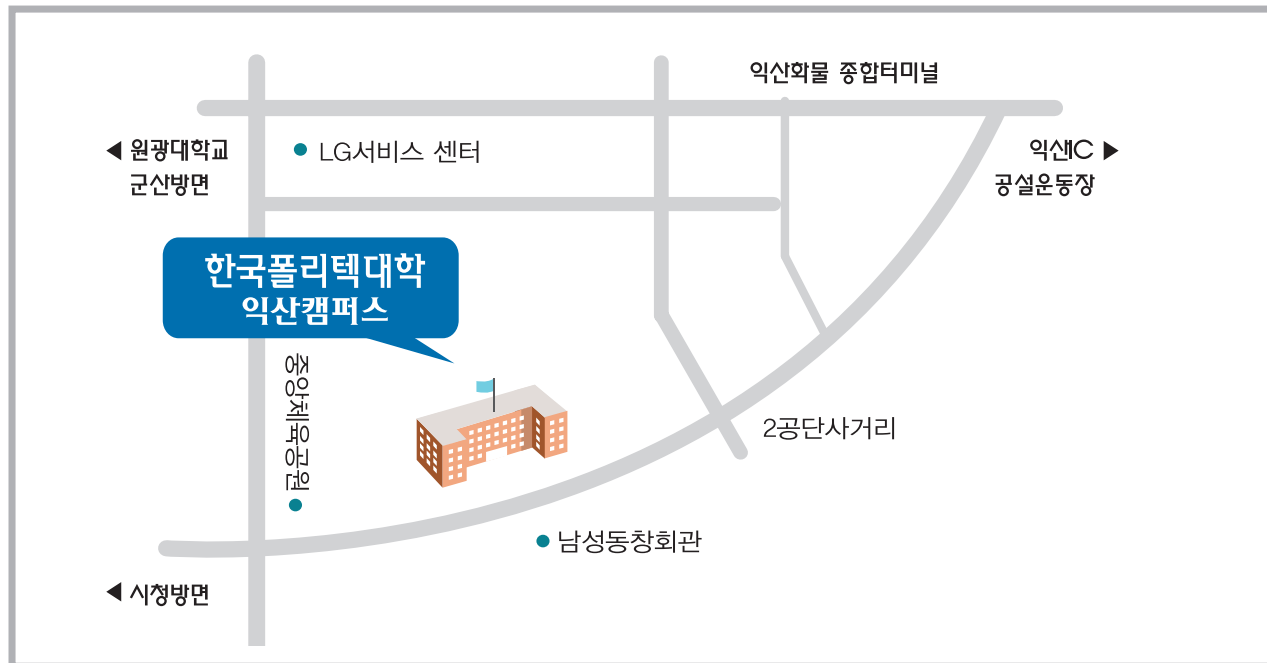 익산화물 종합터미널
◀ 원광대학교
군산방면
LG서비스 센터
익산IC ▶
공설운동장
한국폴리텍대학
익산캠퍼스
중앙체육공원
2공단사거리
남성동창회관
◀ 시청방면